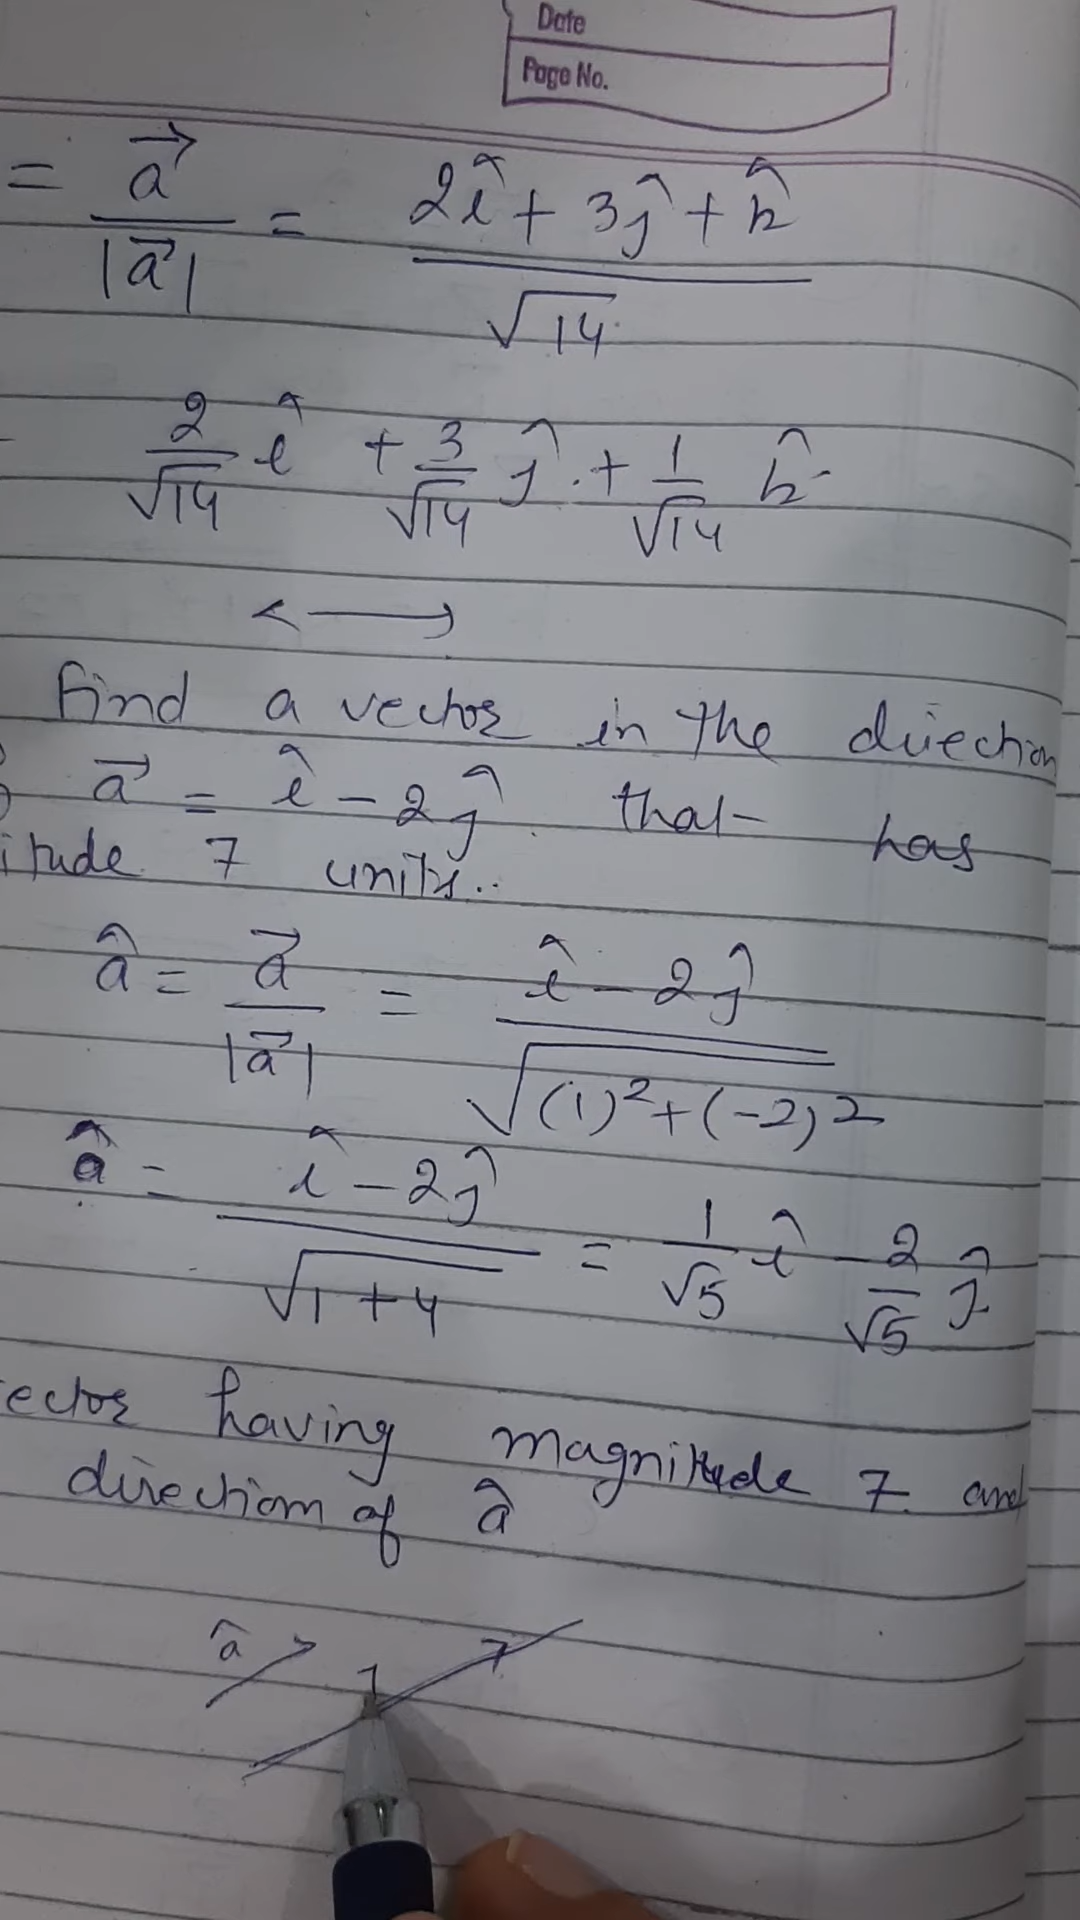 Date
Page No.
= a⃗ / |a⃗| = 2î + 3ĵ + k̂ / √14
2/√14 î + 3/√14 ĵ + 1/√14 k̂
Find a vector in the direction
a⃗ = î - 2ĵ that has
itude 7 units..
â = a⃗ / |a⃗| = î - 2ĵ / √(1)² + (-2)²
â = î - 2ĵ / √1 + 4 = 1/√5 î - 2/√5 ĵ
ector having magnitude 7 and
direction of â
â 7